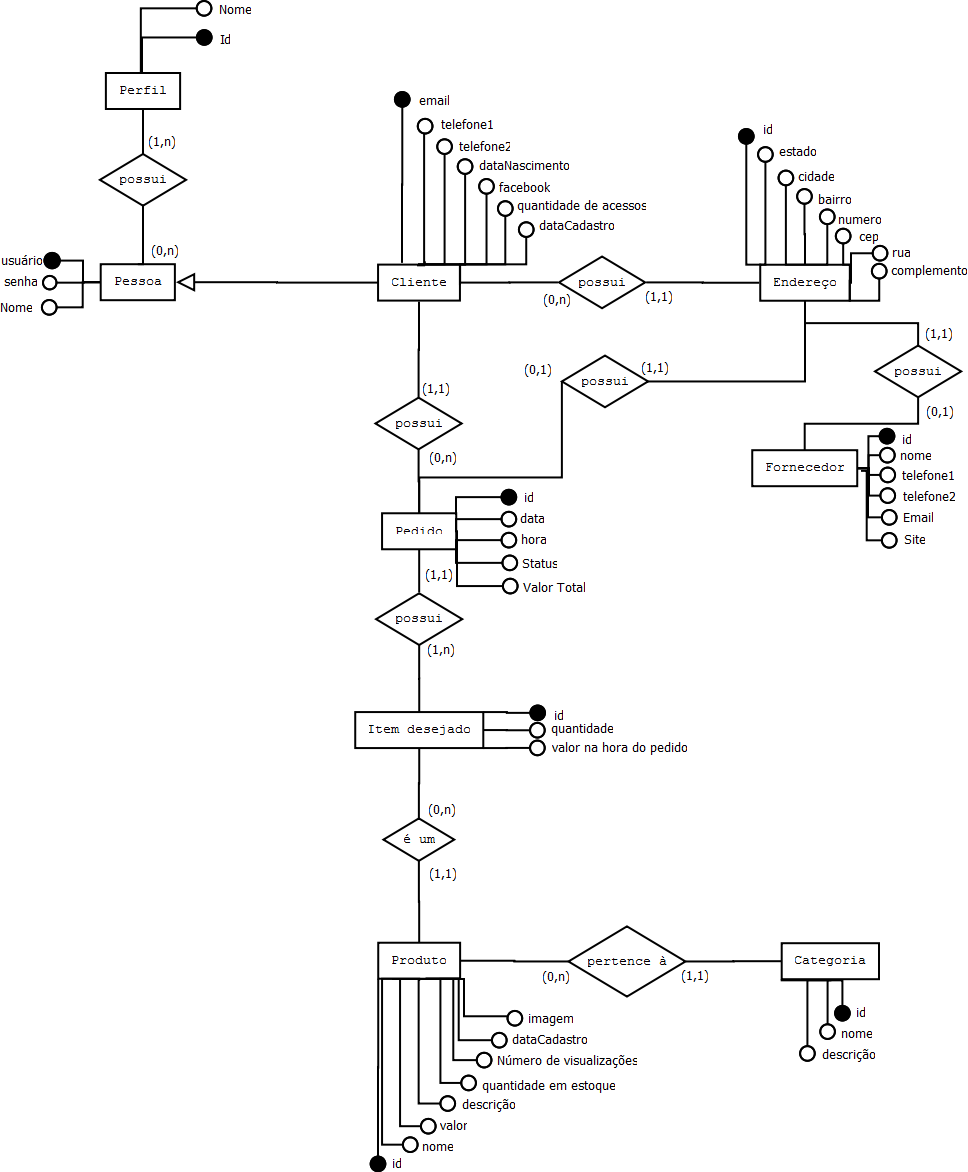 Nome
Id
Perfil
(1,n)
possui
(0,n)
usuário
senha
Nome
Pessoa
email
telefone1
telefone2
dataNascimento
facebook
quantidade de acessos
dataCadastro
Cliente
(0,n)
possui
(1,1)
id
estado
cidade
bairro
numero
cep
rua
complemento
Endereço
(1,1)
possui
(0,1)
(0,1)
possui
(1,1)
(1,1)
possui
(0,n)
Fornecedor
id
nome
telefone1
telefone2
Email
Site
Pedido
id
data
hora
Status
Valor Total
(1,1)
possui
(1,n)
Item desejado
id
quantidade
valor na hora do pedido
(0,n)
é um
(1,1)
Produto
(0,n)
pertence à
(1,1)
Categoria
id
nome
descrição
imagem
dataCadastro
Número de visualizações
quantidade em estoque
descrição
valor
nome
id